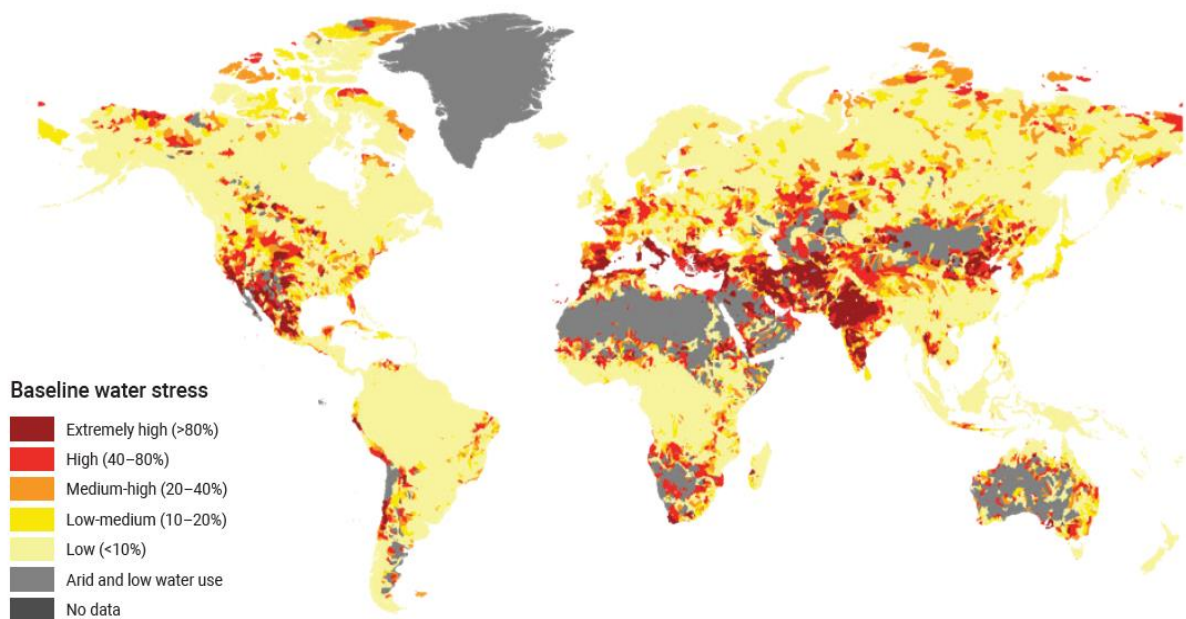 Baseline water stress
Extremely high (>80%)
High (40–80%)
Medium-high (20–40%)
Low-medium (10–20%)
Low (<10%)
Arid and low water use
No data